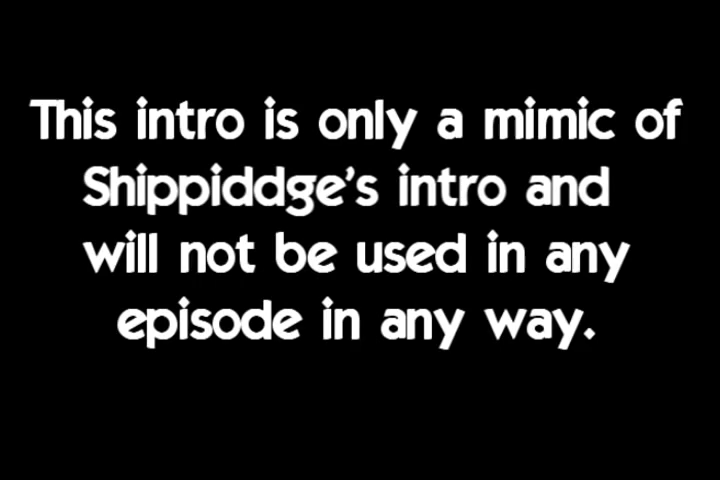 This intro is only a mimic of
Shippiddge's intro and
will not be used in any
episode in any way.